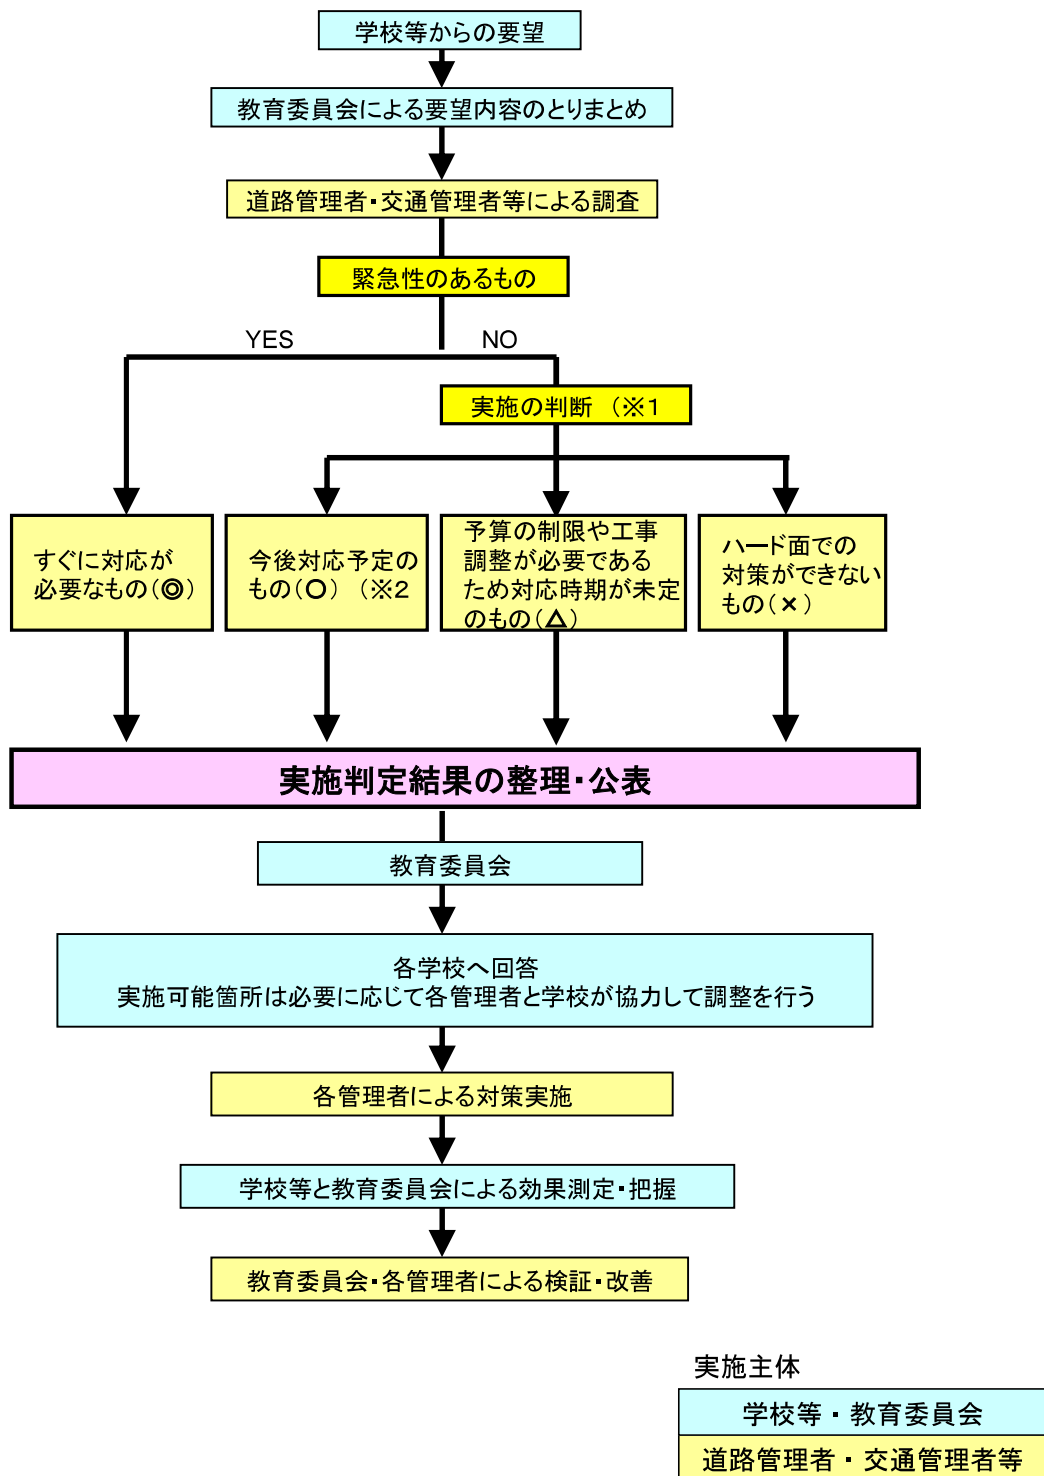 学校等からの要望
教育委員会による要望内容のとりまとめ
道路管理者・交通管理者等による調査
緊急性のあるもの
YES
NO
実施の判断 (※1
すぐに対応が
必要なもの(◎)
今後対応予定の
もの(○) (※2
予算の制限や工事
調整が必要である
ため対応時期が未定
のもの(△)
ハード面での
対策ができない
もの(×)
実施判定結果の整理・公表
教育委員会
各学校へ回答
実施可能箇所は必要に応じて各管理者と学校が協力して調整を行う
各管理者による対策実施
学校等と教育委員会による効果測定・把握
教育委員会・各管理者による検証・改善
実施主体
学校等・教育委員会
道路管理者・交通管理者等